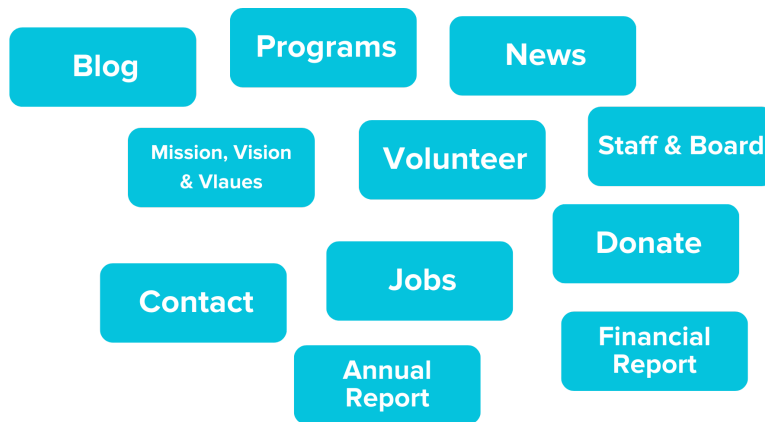 Blog
Programs
News
Mission, Vision
& Vlaues
Volunteer
Staff & Board
Donate
Contact
Jobs
Financial
Report
Annual
Report